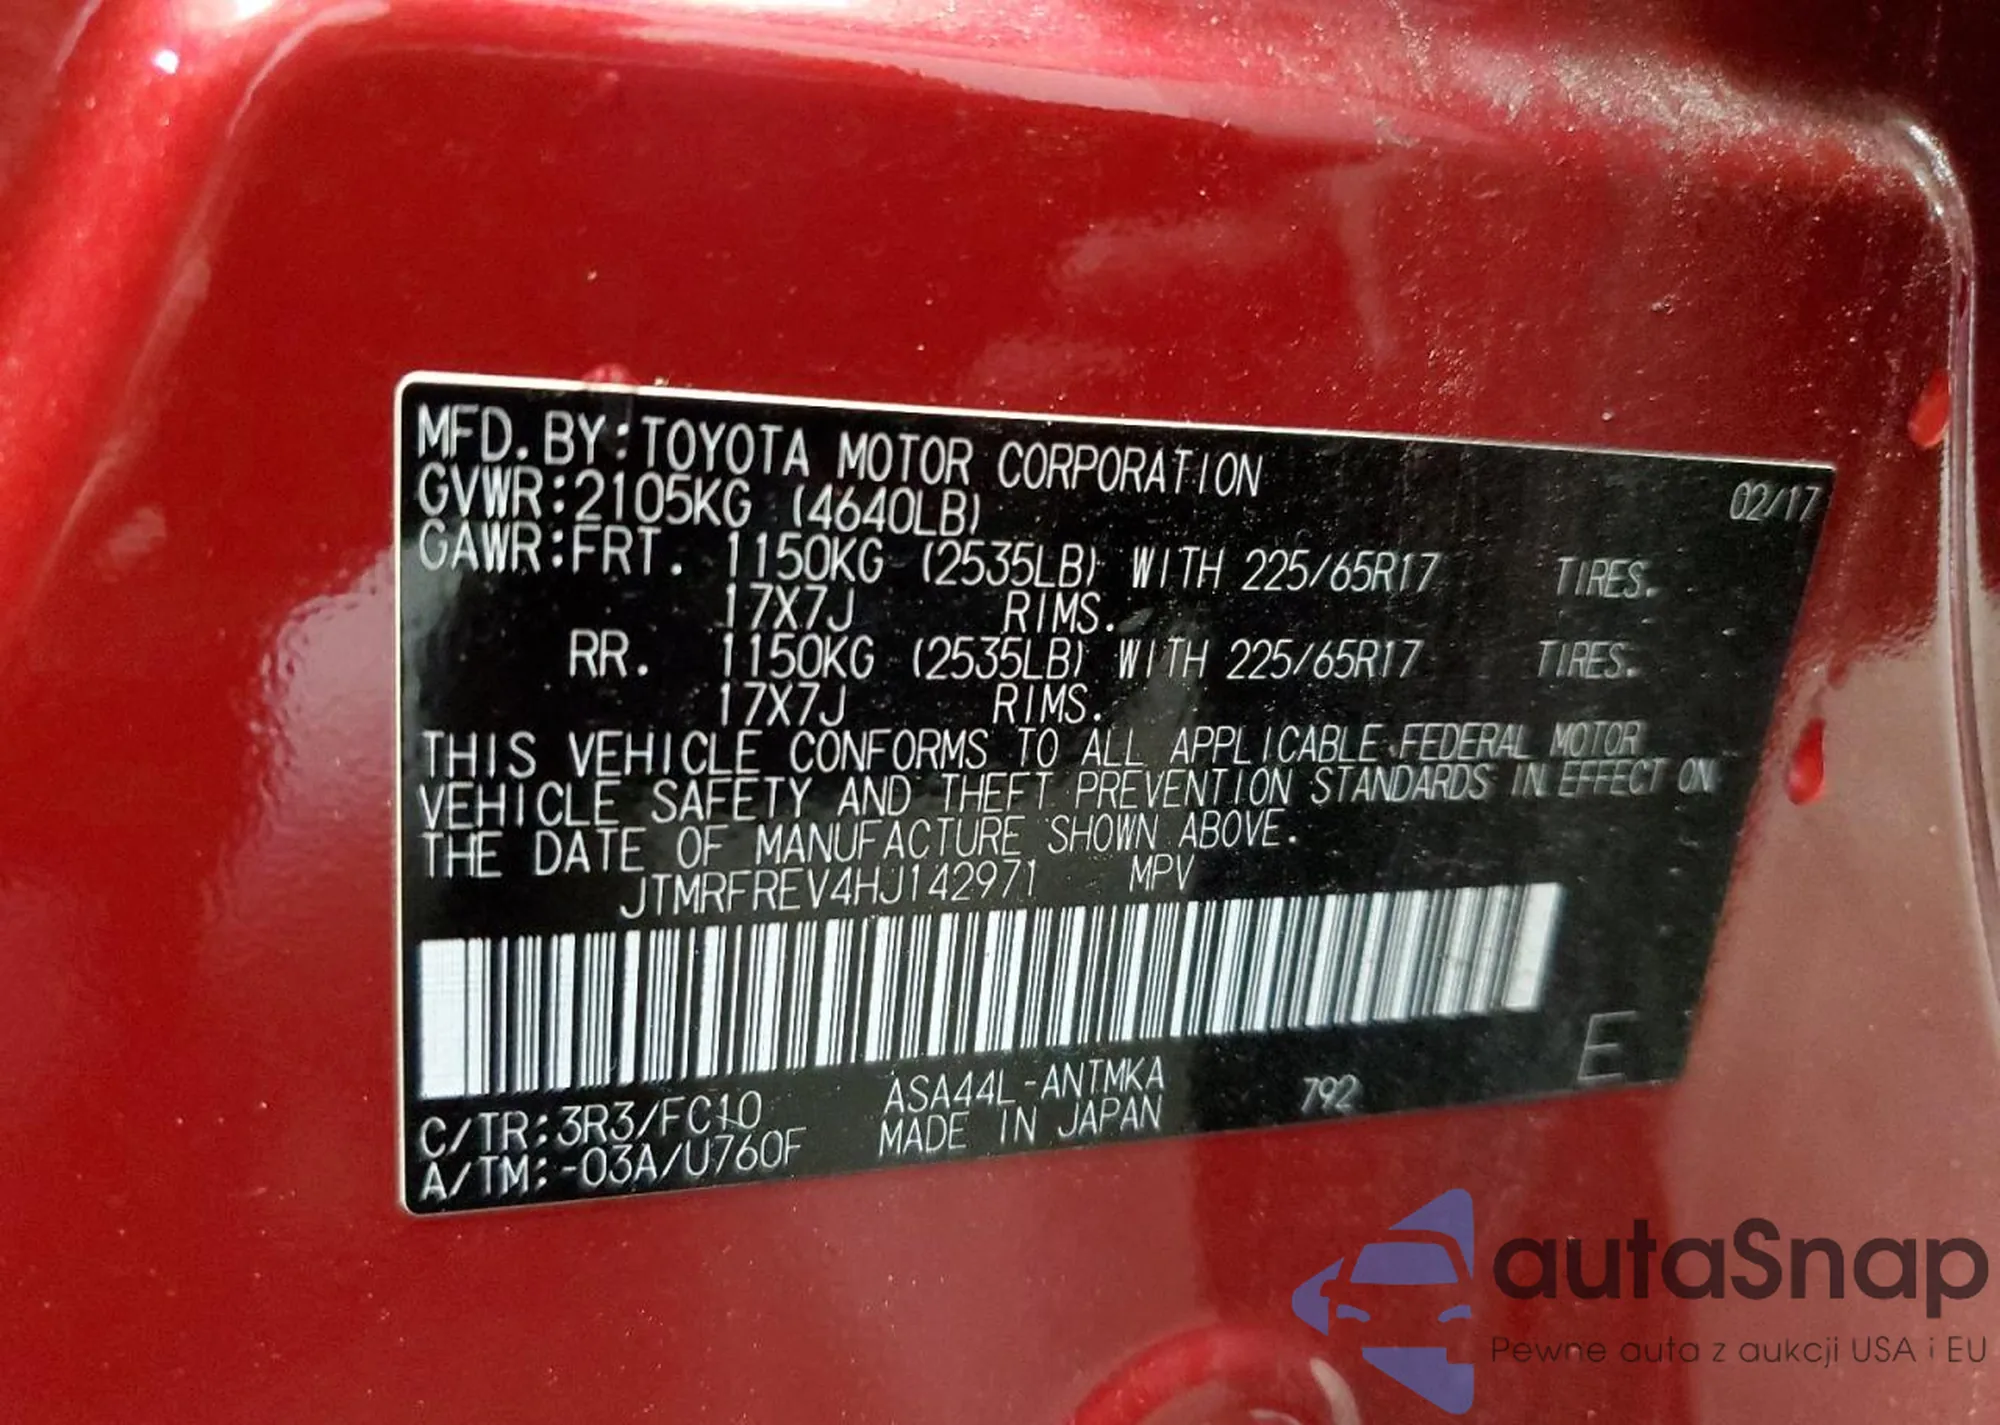 MFD. BY: TOYOTA MOTOR CORPORATION 02/17
GVWR: 2105KG (4640LB)
GAWR: FRT. 1150KG (2535LB) WITH 225/65R17 TIRES.
17X7J RIMS.
RR. 1150KG (2535LB) WITH 225/65R17 TIRES.
17X7J RIMS.
THIS VEHICLE CONFORMS TO ALL APPLICABLE FEDERAL MOTOR
VEHICLE SAFETY AND THEFT PREVENTION STANDARDS IN EFFECT ON
THE DATE OF MANUFACTURE SHOWN ABOVE.
JTMRFREV4HJ142971 MPV
E
C/TR: 3R3/FC10 ASA44L-ANTMKA 792
A/TM: -03A/U760F MADE IN JAPAN
autaSnap
Pewne auta z aukcji USA i EU